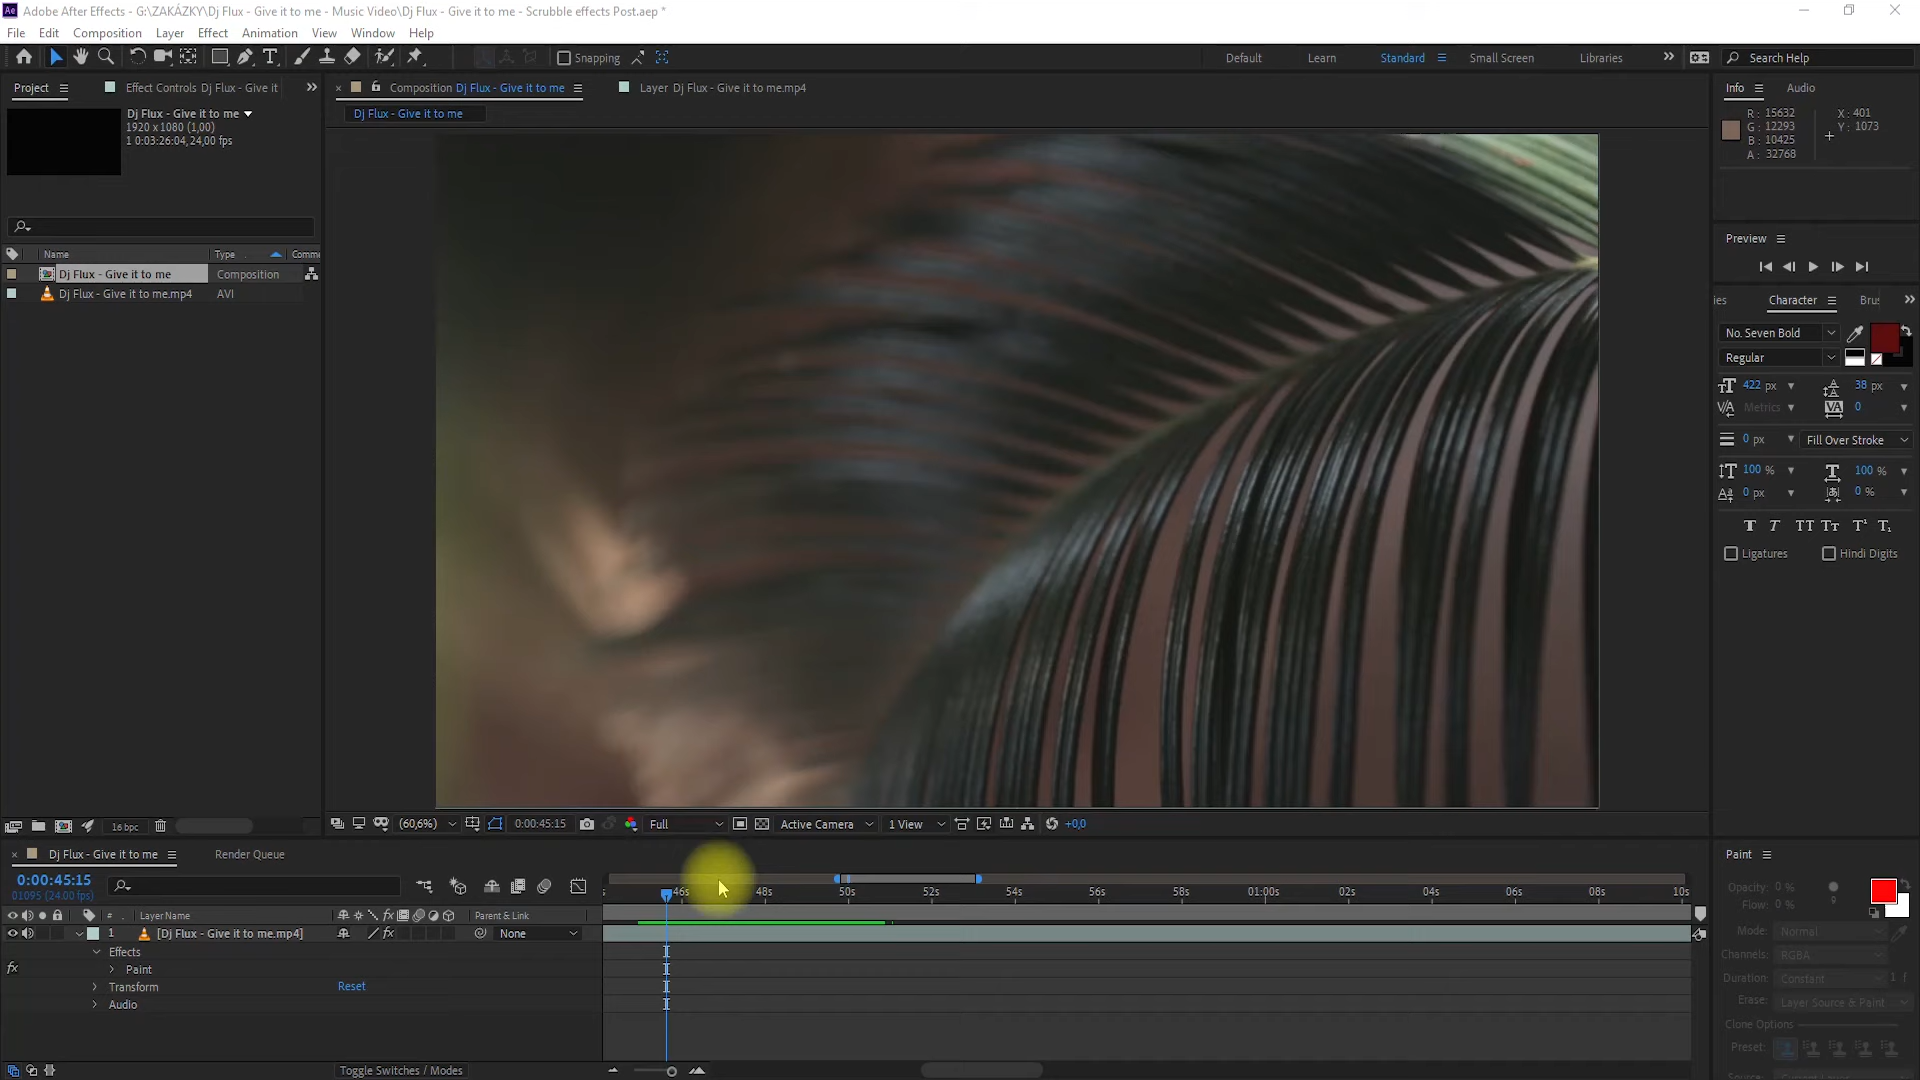 Adobe After Effects - G:\ZAKÁZKY\Dj Flux - Give it to me - Music Video\Dj Flux - Give it to me - Scrubble effects Post.aep *
File Edit Composition Layer Effect Animation View Window Help
Snapping Default Learn Standard Small Screen Libraries Search Help
Project Effect Controls Dj Flux - Give it
Composition Dj Flux - Give it to me Layer Dj Flux - Give it to me.mp4
Dj Flux - Give it to me
Info Audio
Dj Flux - Give it to me
1920 x 1080 (1,00)
1 0:03:26:04, 24,00 fps
R: 15632 X: 401
G: 12293 Y: 1073
B: 10425
A: 32768
Name Type Comme
Dj Flux - Give it to me Composition
Dj Flux - Give it to me.mp4 AVI
Preview
ies Character Bru
No. Seven Bold
Regular
422 px 38 px
Metrics 0
0 px Fill Over Stroke
100 % 100 %
0 px 0 %
T T TT Tt T¹ T₁
Ligatures Hindi Digits
16 bpc
(60,6%) 0:00:45:15 Full Active Camera 1 View +0,0
Dj Flux - Give it to me Render Queue
0:00:45:15
01095 (24.00 fps)
s 46s 48s 50s 52s 54s 56s 58s 01:00s 02s 04s 06s 08s 10s
# Layer Name Parent & Link
1 [Dj Flux - Give it to me.mp4] None
Effects
fx Paint
Transform Reset
Audio
Toggle Switches / Modes
Paint
Opacity: 0 %
Flow: 0 %
Mode: Normal
Channels: RGBA
Duration: Constant 1 f
Erase: Layer Source & Paint
Clone Options
Preset: